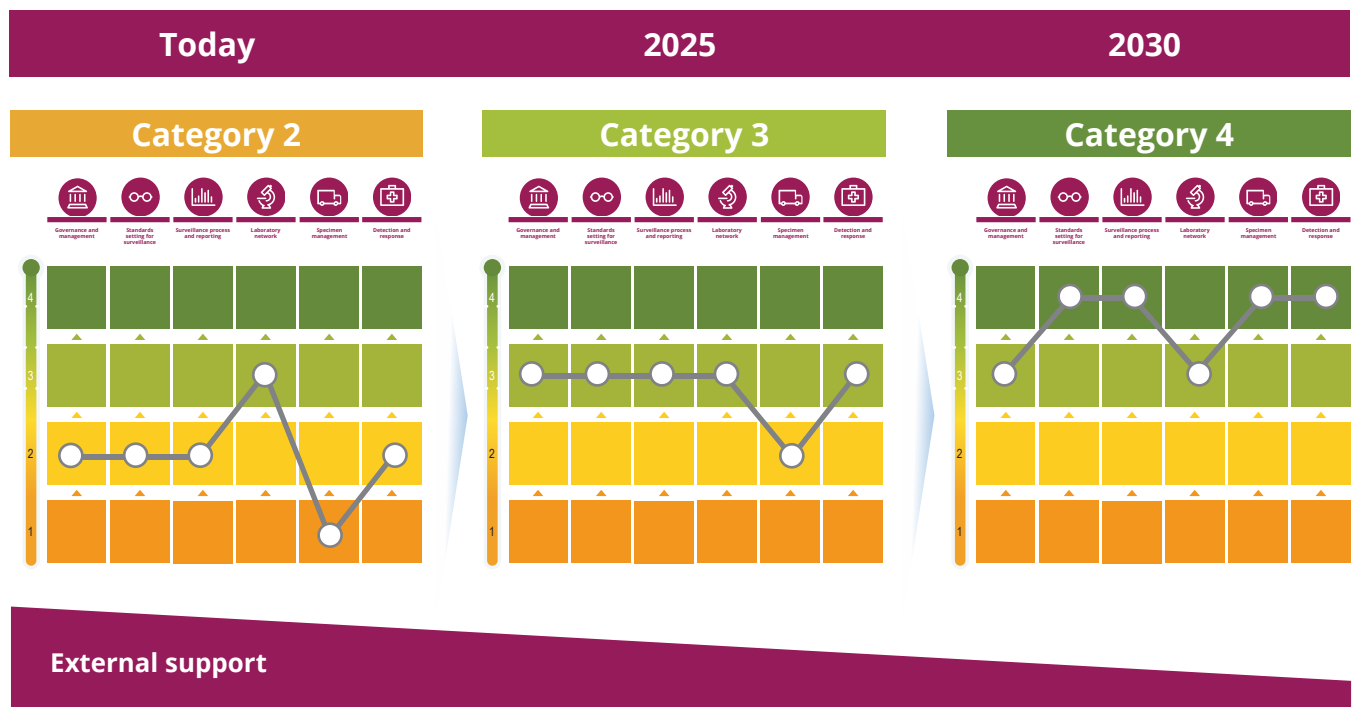 Today
2025
2030
Category 2
Category 3
Category 4
Governance and
management
Standards
setting for
surveillance
Surveillance process
and reporting
Laboratory
network
Specimen
management
Detection and
response
Governance and
management
Standards
setting for
surveillance
Surveillance process
and reporting
Laboratory
network
Specimen
management
Detection and
response
Governance and
management
Standards
setting for
surveillance
Surveillance process
and reporting
Laboratory
network
Specimen
management
Detection and
response
4
3
2
1
4
3
2
1
4
3
2
1
External support